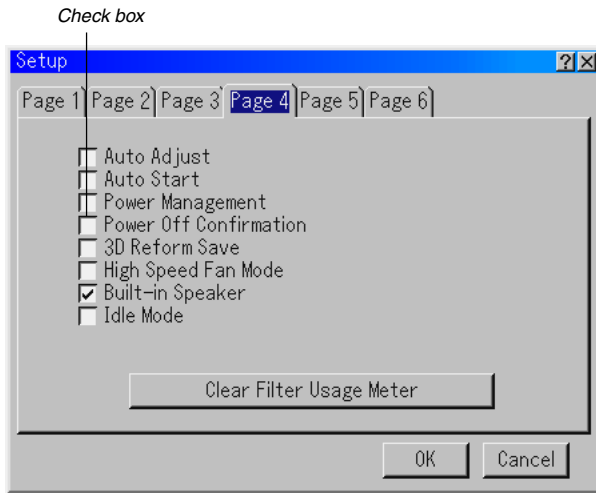 Check box
Setup
Page 1 Page 2 Page 3 Page 4 Page 5 Page 6
Auto Adjust
Auto Start
Power Management
Power Off Confirmation
3D Reform Save
High Speed Fan Mode
Built-in Speaker
Idle Mode
Clear Filter Usage Meter
OK Cancel